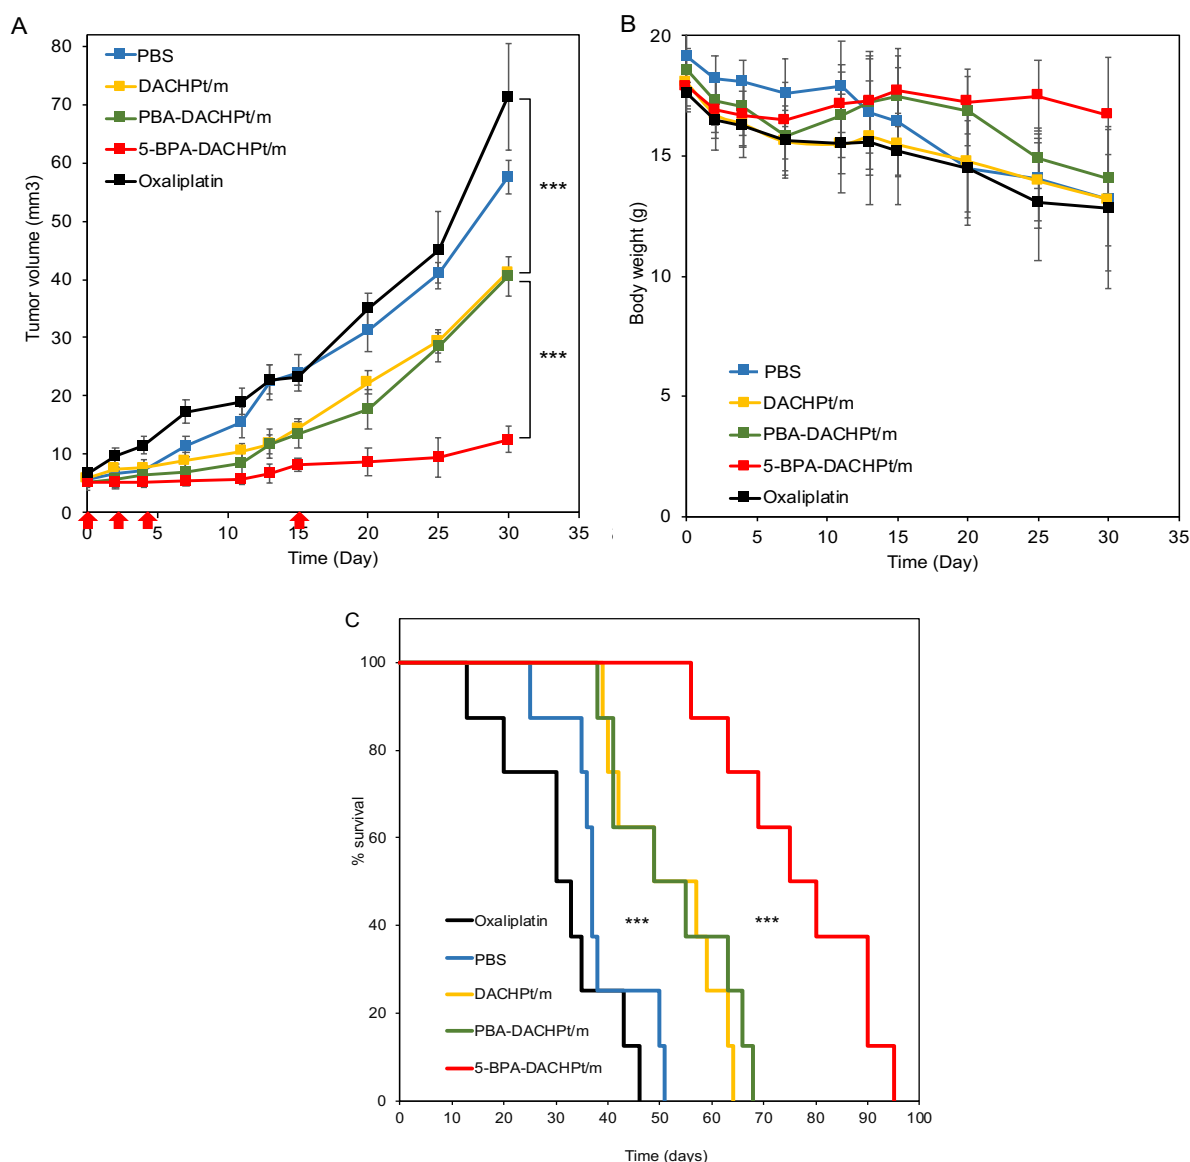 A
Tumor volume (mm3)
80
70
60
50
40
30
20
10
0
PBS
DACHPt/m
PBA-DACHPt/m
5-BPA-DACHPt/m
Oxaliplatin
***
***
0 5 10 15 20 25 30 35
Time (Day)
B
Body weight (g)
20
15
10
5
0
PBS
DACHPt/m
PBA-DACHPt/m
5-BPA-DACHPt/m
Oxaliplatin
0 5 10 15 20 25 30 35
Time (Day)
C
% survival
100
80
60
40
20
0
*** ***
Oxaliplatin
PBS
DACHPt/m
PBA-DACHPt/m
5-BPA-DACHPt/m
0 10 20 30 40 50 60 70 80 90 100
Time (days)